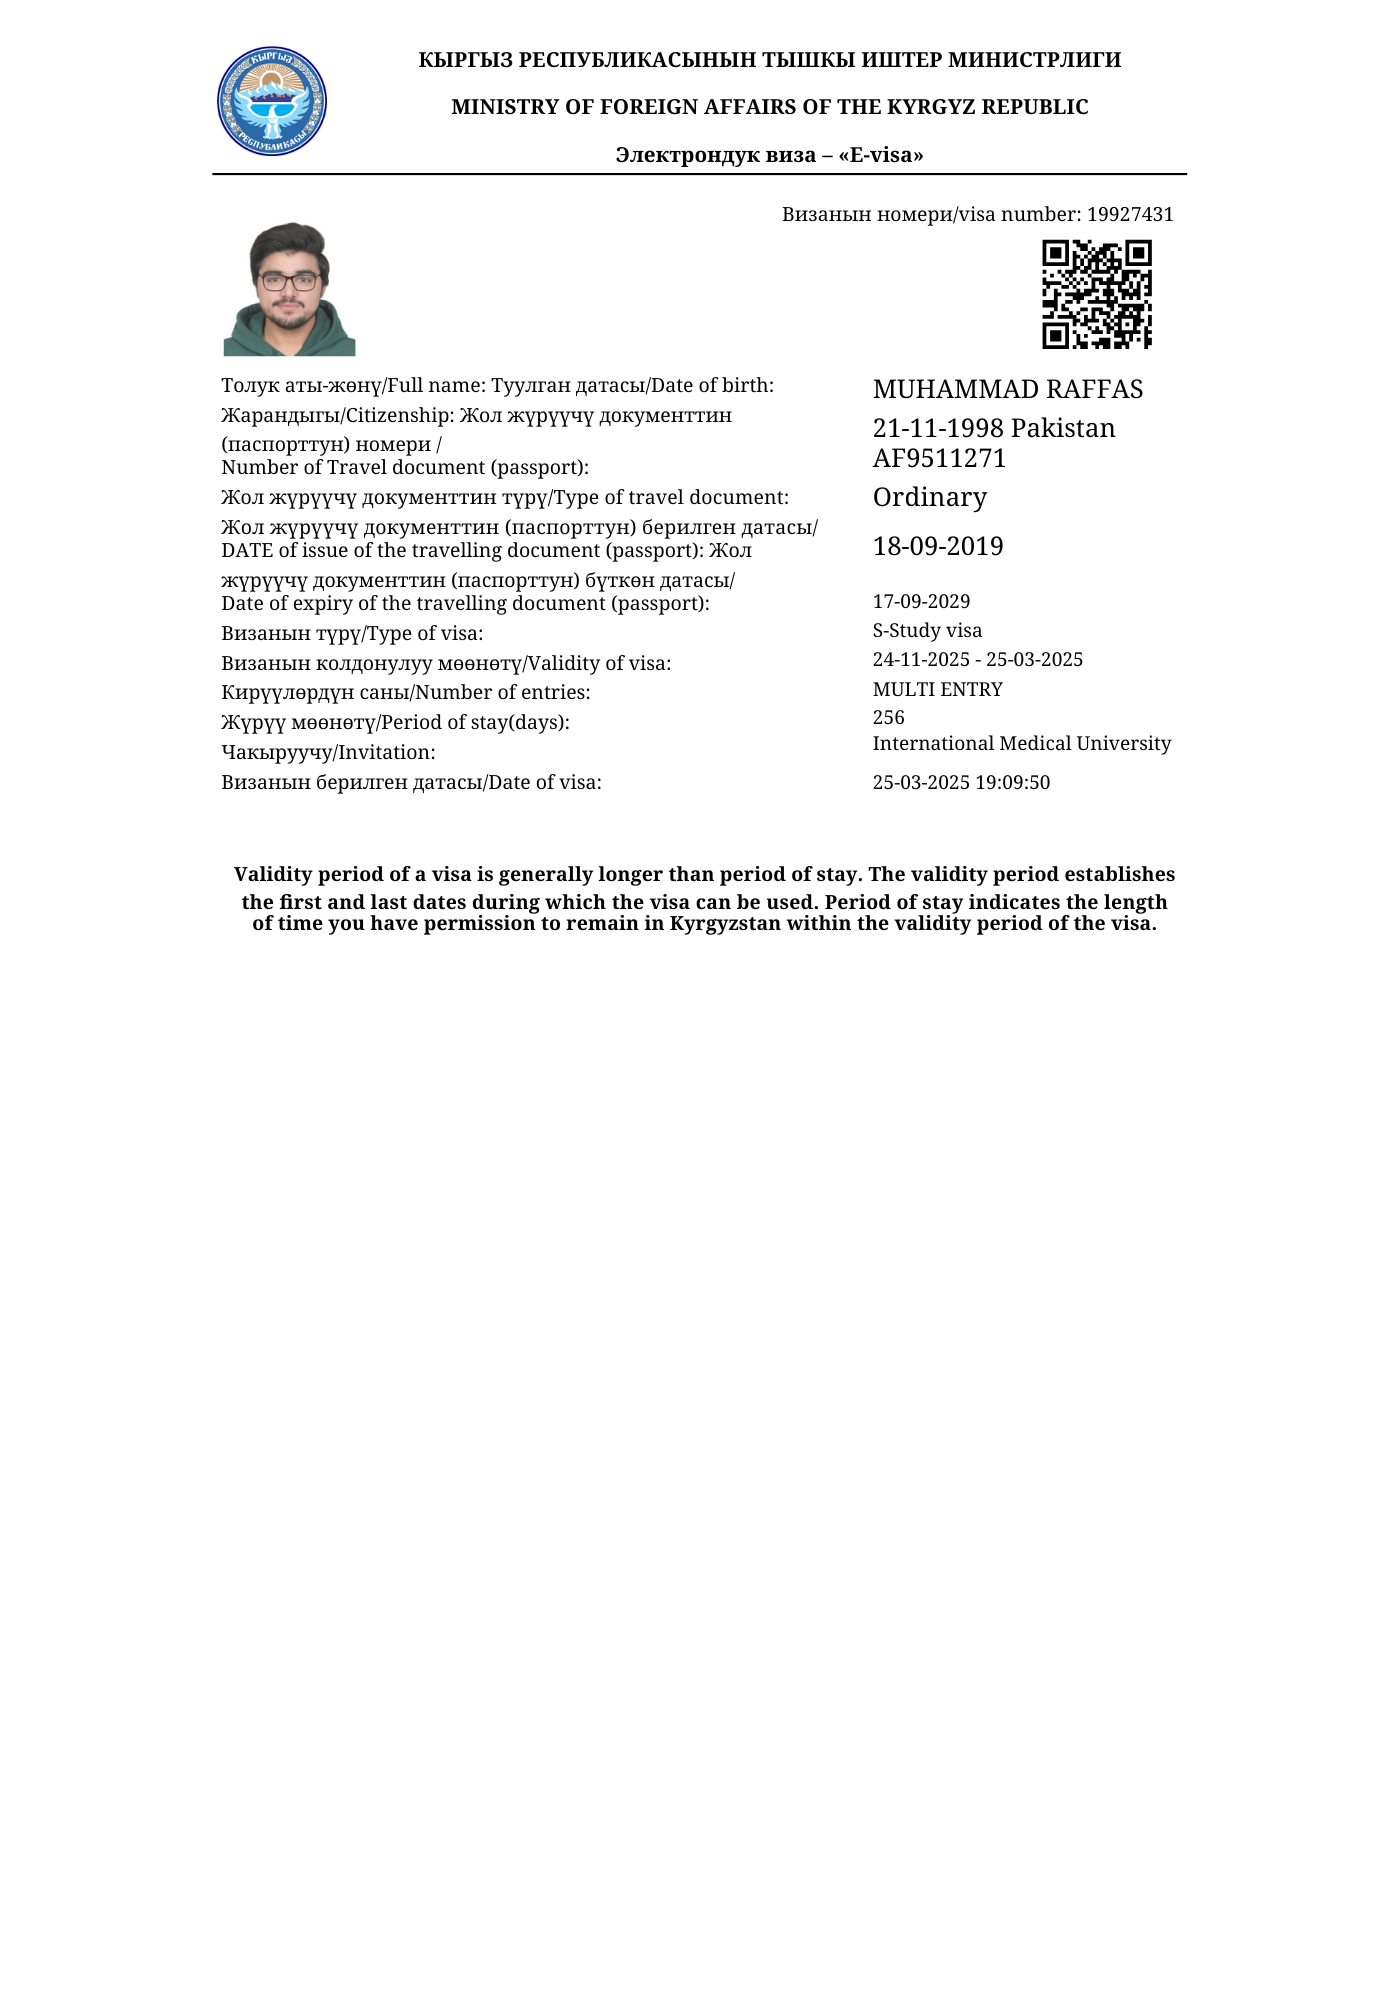 КЫРГЫЗ РЕСПУБЛИКАСЫНЫН ТЫШКЫ ИШТЕР МИНИСТРЛИГИ
MINISTRY OF FOREIGN AFFAIRS OF THE KYRGYZ REPUBLIC
Электрондук виза – «E-visa»
КЫРГЫЗ
РЕСПУБЛИКАСЫ
Визанын номери/visa number: 19927431
Толук аты-жөнү/Full name: Туулган датасы/Date of birth:
MUHAMMAD RAFFAS
Жарандыгы/Citizenship: Жол жүрүүчү документтин
21-11-1998 Pakistan
(паспорттун) номери /
AF9511271
Number of Travel document (passport):
Жол жүрүүчү документтин түрү/Type of travel document:
Ordinary
Жол жүрүүчү документтин (паспорттун) берилген датасы/
DATE of issue of the travelling document (passport): Жол
18-09-2019
жүрүүчү документтин (паспорттун) бүткөн датасы/
Date of expiry of the travelling document (passport):
17-09-2029
Визанын түрү/Type of visa:
S-Study visa
Визанын колдонулуу мөөнөтү/Validity of visa:
24-11-2025 - 25-03-2025
Кирүүлөрдүн саны/Number of entries:
MULTI ENTRY
Жүрүү мөөнөтү/Period of stay(days):
256
Чакыруучу/Invitation:
International Medical University
Визанын берилген датасы/Date of visa:
25-03-2025 19:09:50
Validity period of a visa is generally longer than period of stay. The validity period establishes
the first and last dates during which the visa can be used. Period of stay indicates the length
of time you have permission to remain in Kyrgyzstan within the validity period of the visa.